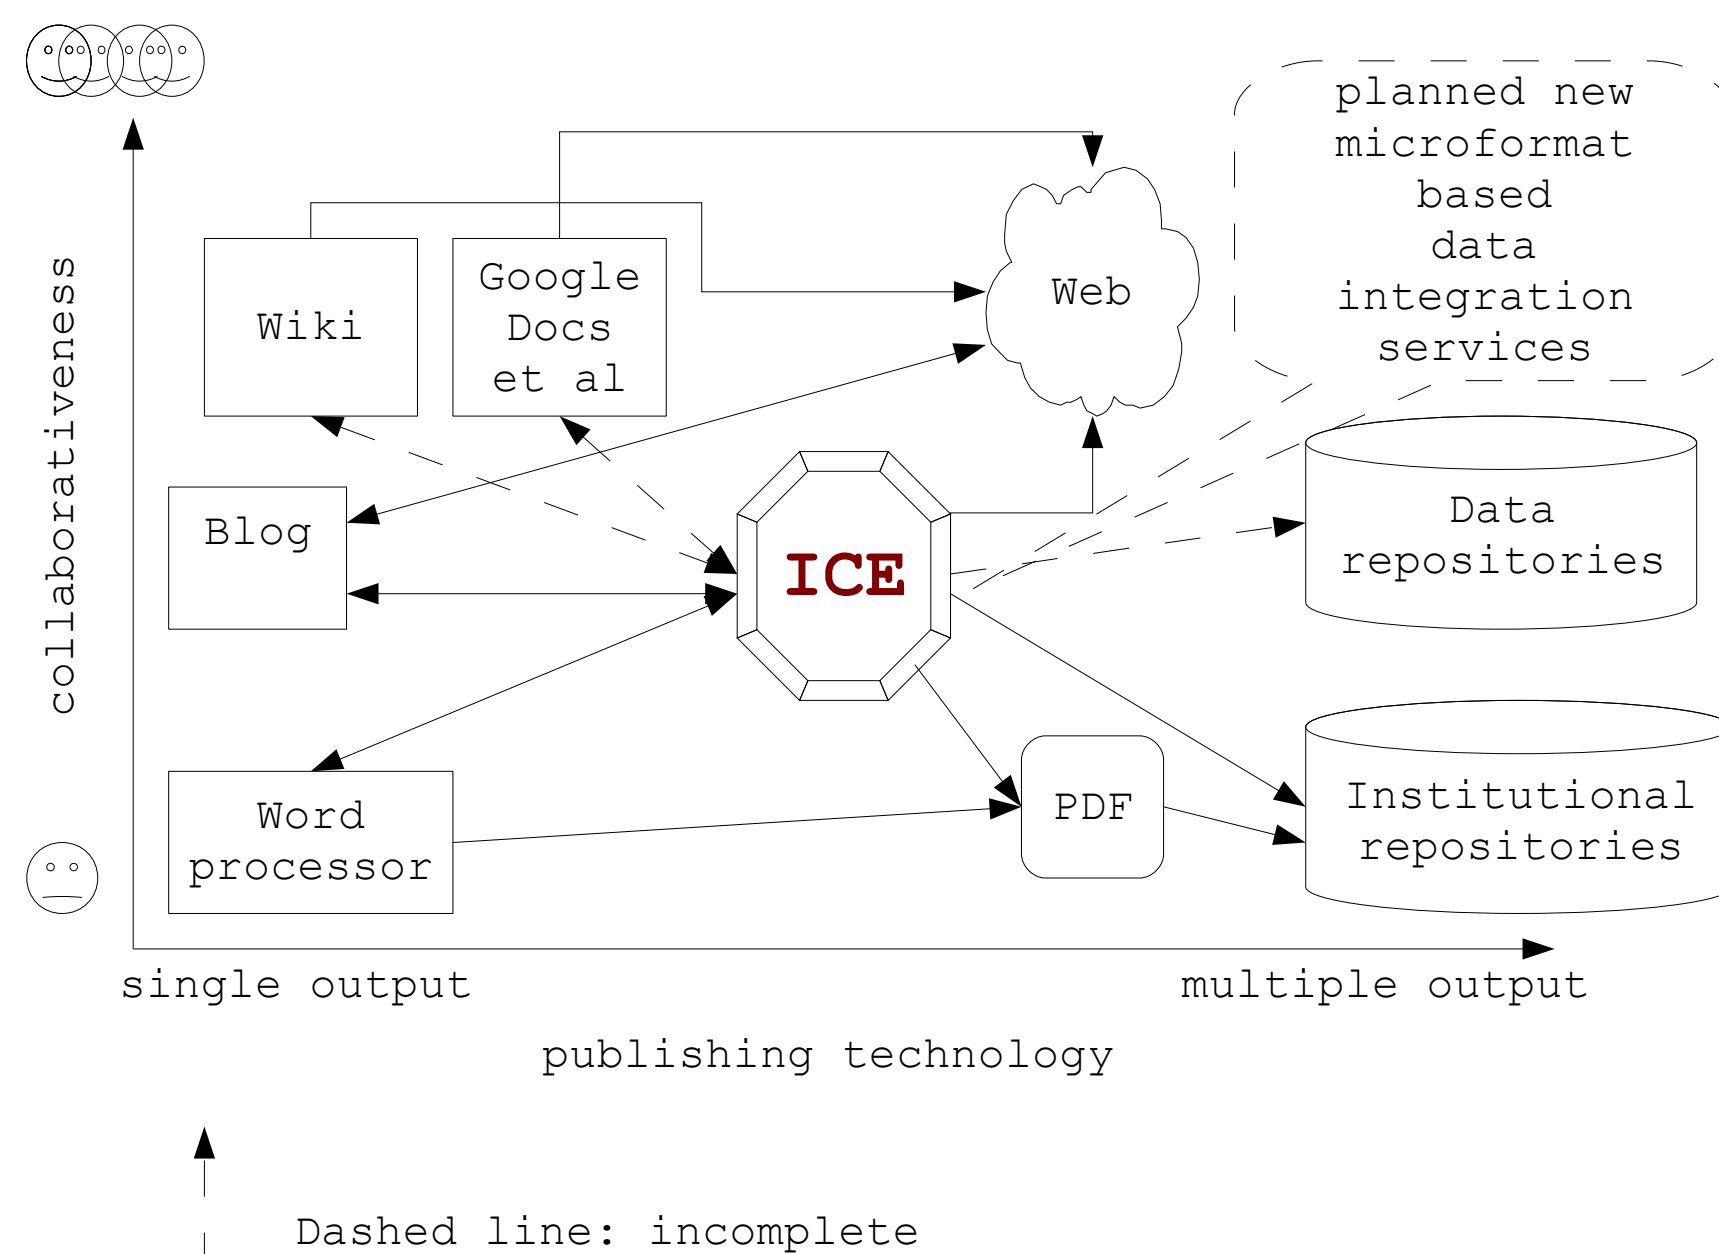 planned new
microformat
based
data
integration
services
Google
Docs
et al
Web
Wiki
collaborativeness
Blog
ICE
Data
repositories
Word
processor
PDF
Institutional
repositories
single output
multiple output
publishing technology
Dashed line: incomplete